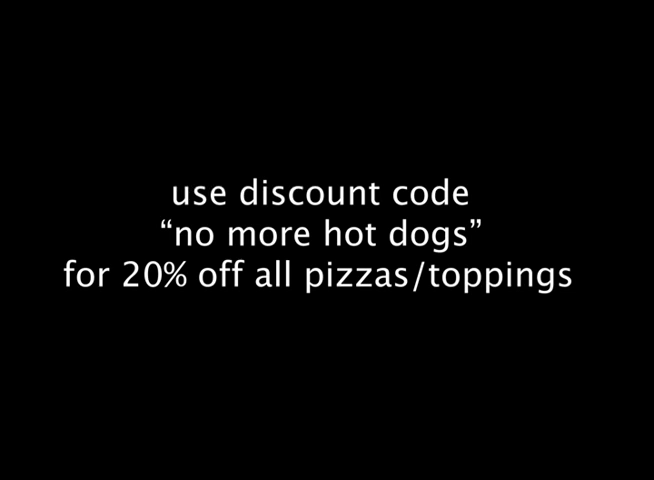 use discount code
“no more hot dogs”
for 20% off all pizzas/toppings